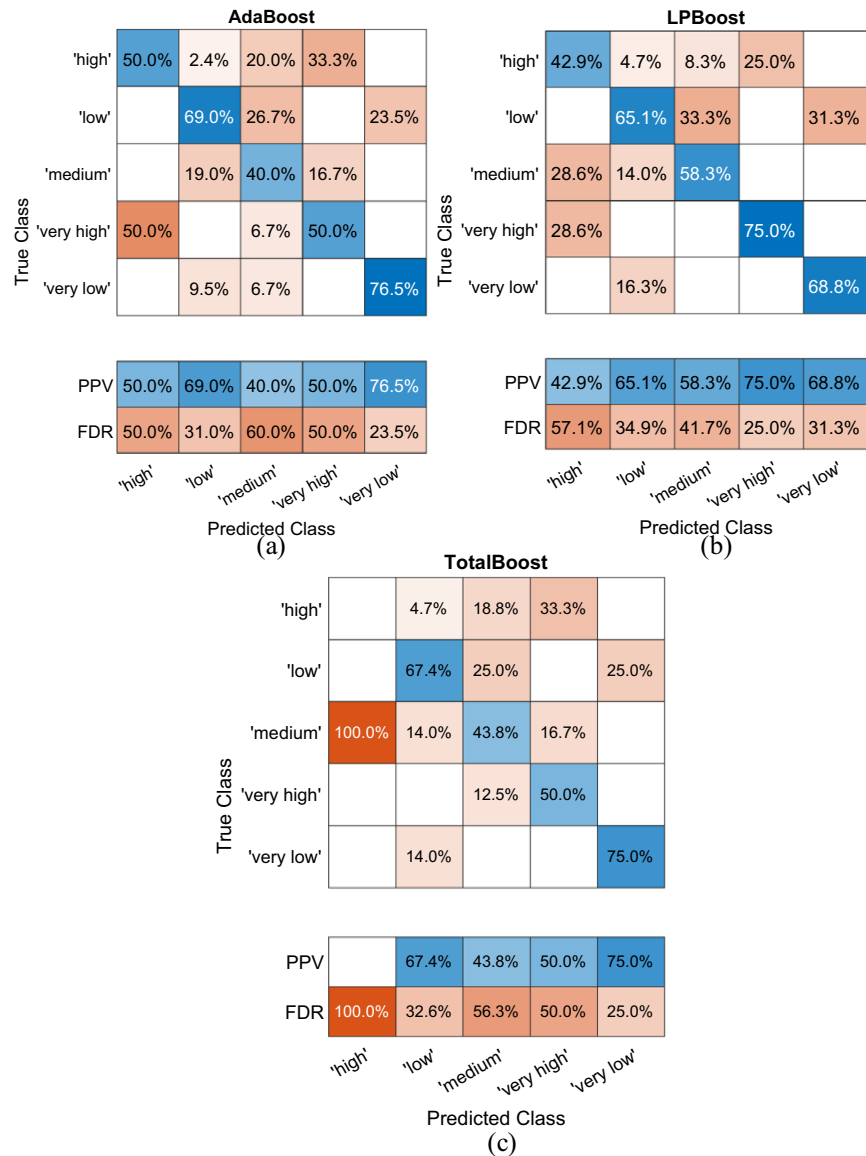 AdaBoost
'high' 50.0% 2.4% 20.0% 33.3%
'low' 69.0% 26.7% 23.5%
'medium' 19.0% 40.0% 16.7%
'very high' 50.0% 6.7% 50.0%
'very low' 9.5% 6.7% 76.5%
True Class
PPV 50.0% 69.0% 40.0% 50.0% 76.5%
FDR 50.0% 31.0% 60.0% 50.0% 23.5%
'high' 'low' 'medium' 'very high' 'very low'
Predicted Class
(a)
LPBoost
'high' 42.9% 4.7% 8.3% 25.0%
'low' 65.1% 33.3% 31.3%
'medium' 28.6% 14.0% 58.3%
'very high' 28.6% 75.0%
'very low' 16.3% 68.8%
True Class
PPV 42.9% 65.1% 58.3% 75.0% 68.8%
FDR 57.1% 34.9% 41.7% 25.0% 31.3%
'high' 'low' 'medium' 'very high' 'very low'
Predicted Class
(b)
TotalBoost
'high' 4.7% 18.8% 33.3%
'low' 67.4% 25.0% 25.0%
'medium' 100.0% 14.0% 43.8% 16.7%
'very high' 12.5% 50.0%
'very low' 14.0% 75.0%
True Class
PPV 67.4% 43.8% 50.0% 75.0%
FDR 100.0% 32.6% 56.3% 50.0% 25.0%
'high' 'low' 'medium' 'very high' 'very low'
Predicted Class
(c)